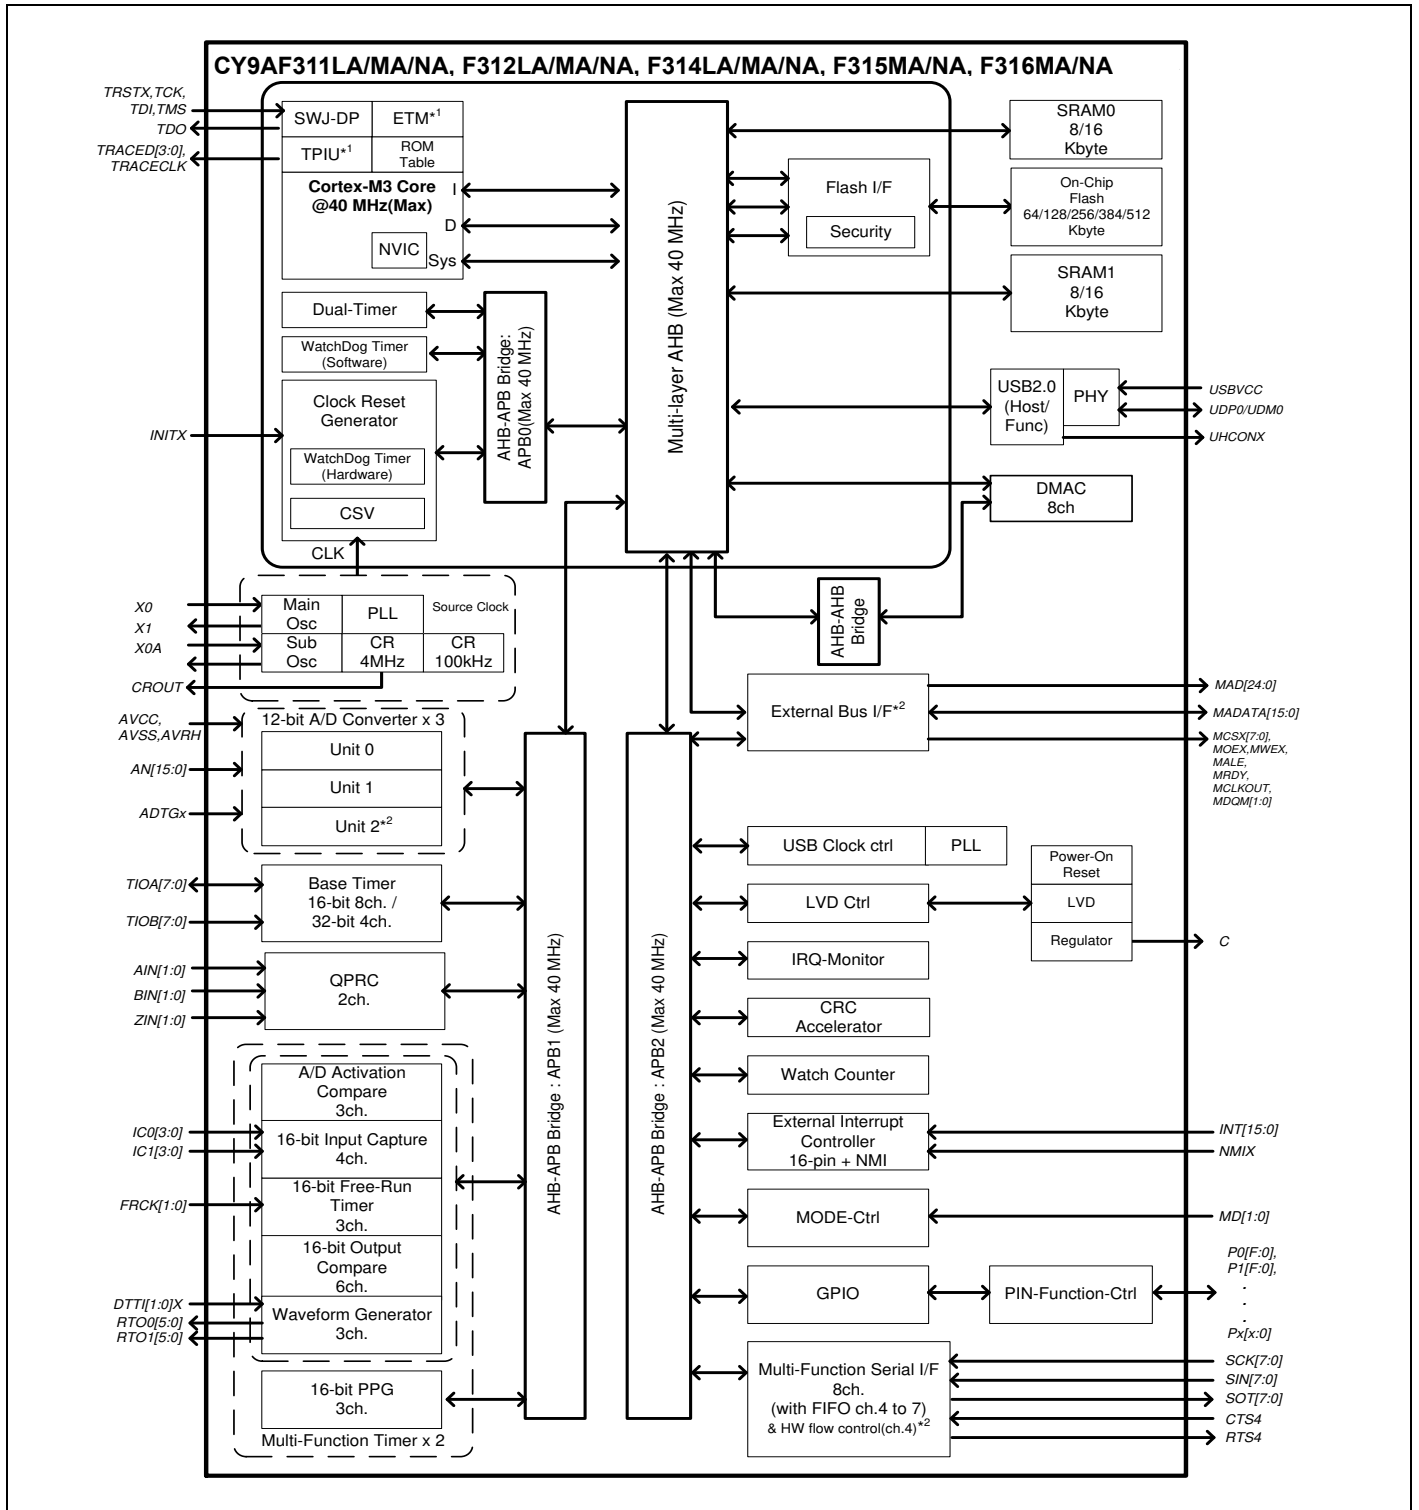 CY9AF311LA/MA/NA, F312LA/MA/NA, F314LA/MA/NA, F315MA/NA, F316MA/NA
TRSTX,TCK,
TDI,TMS
TDO
TRACED[3:0],
TRACECLK
SWJ-DP
ETM*1
TPIU*1
ROM
Table
Cortex-M3 Core
@40 MHz(Max)
I
D
Sys
NVIC
Dual-Timer
WatchDog Timer
(Software)
Clock Reset
Generator
WatchDog Timer
(Hardware)
CSV
CLK
INITX
AHB-APB Bridge:
APB0(Max 40 MHz)
Multi-layer AHB (Max 40 MHz)
Flash I/F
Security
SRAM0
8/16
Kbyte
On-Chip
Flash
64/128/256/384/512
Kbyte
SRAM1
8/16
Kbyte
USB2.0
(Host/
Func)
PHY
USBVCC
UDP0/UDM0
UHCONX
DMAC
8ch
AHB-AHB
Bridge
X0
X1
X0A
CROUT
Main
Osc
PLL
Source Clock
Sub
Osc
CR
4MHz
CR
100kHz
AVCC,
AVSS,AVRH
AN[15:0]
ADTGx
12-bit A/D Converter x 3
Unit 0
Unit 1
Unit 2*2
TIOA[7:0]
TIOB[7:0]
Base Timer
16-bit 8ch. /
32-bit 4ch.
AIN[1:0]
BIN[1:0]
ZIN[1:0]
QPRC
2ch.
A/D Activation
Compare
3ch.
IC0[3:0]
IC1[3:0]
16-bit Input Capture
4ch.
FRCK[1:0]
16-bit Free-Run
Timer
3ch.
16-bit Output
Compare
6ch.
DTTI[1:0]X
RTO0[5:0]
RTO1[5:0]
Waveform Generator
3ch.
16-bit PPG
3ch.
Multi-Function Timer x 2
AHB-APB Bridge : APB1 (Max 40 MHz)
AHB-APB Bridge : APB2 (Max 40 MHz)
External Bus I/F*2
MAD[24:0]
MADATA[15:0]
MCSX[7:0],
MOEX,MWEX,
MALE,
MRDY,
MCLKOUT,
MDQM[1:0]
USB Clock ctrl
PLL
LVD Ctrl
Power-On
Reset
LVD
Regulator
C
IRQ-Monitor
CRC
Accelerator
Watch Counter
External Interrupt
Controller
16-pin + NMI
INT[15:0]
NMIX
MODE-Ctrl
MD[1:0]
GPIO
PIN-Function-Ctrl
P0[F:0],
P1[F:0],
.
.
.
Px[x:0]
Multi-Function Serial I/F
8ch.
(with FIFO ch.4 to 7)
& HW flow control(ch.4)*2
SCK[7:0]
SIN[7:0]
SOT[7:0]
CTS4
RTS4